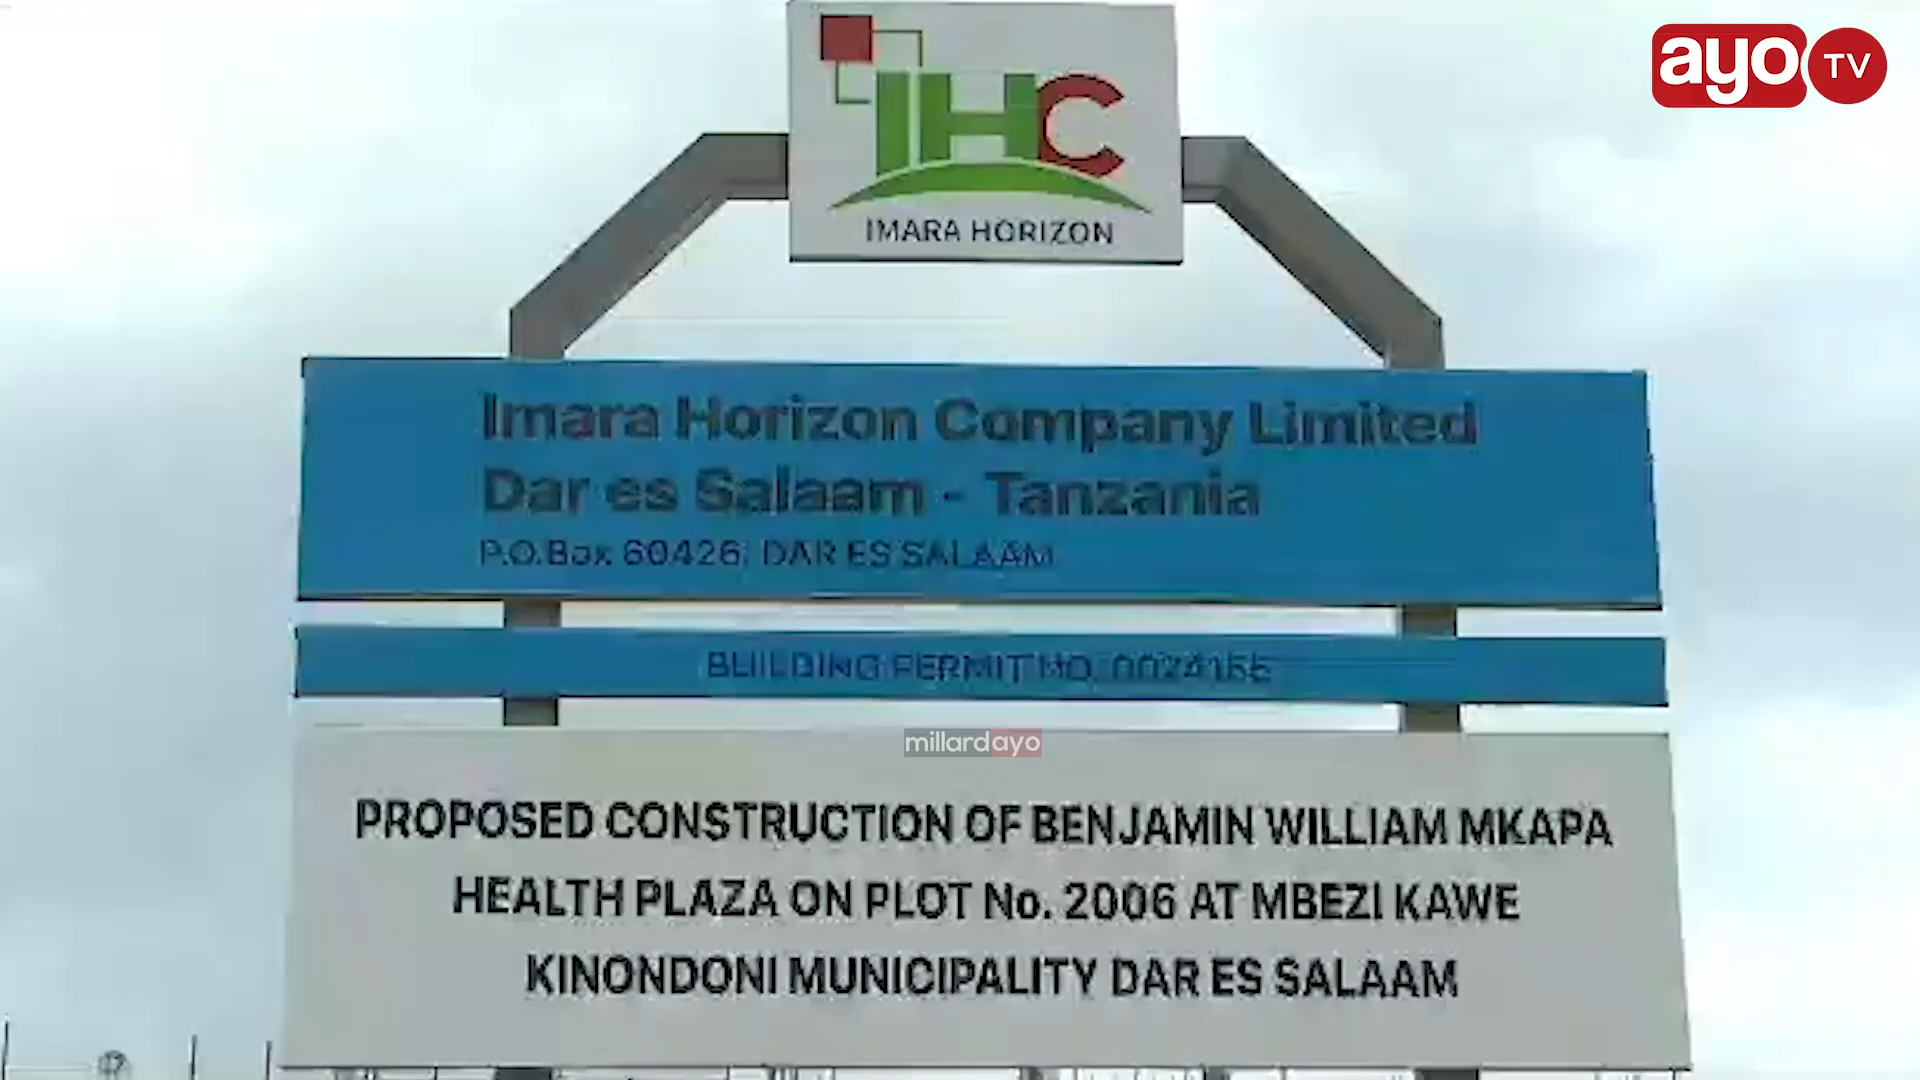 ayo TV
IHC
IMARA HORIZON
Imara Horizon Company Limited
Dar es Salaam - Tanzania
P.O.Box 60426, DAR ES SALAAM
BUILDING PERMIT NO.
millardayo
PROPOSED CONSTRUCTION OF BENJAMIN WILLIAM MKAPA
HEALTH PLAZA ON PLOT No. 2006 AT MBEZI KAWE
KINONDONI MUNICIPALITY DAR ES SALAAM